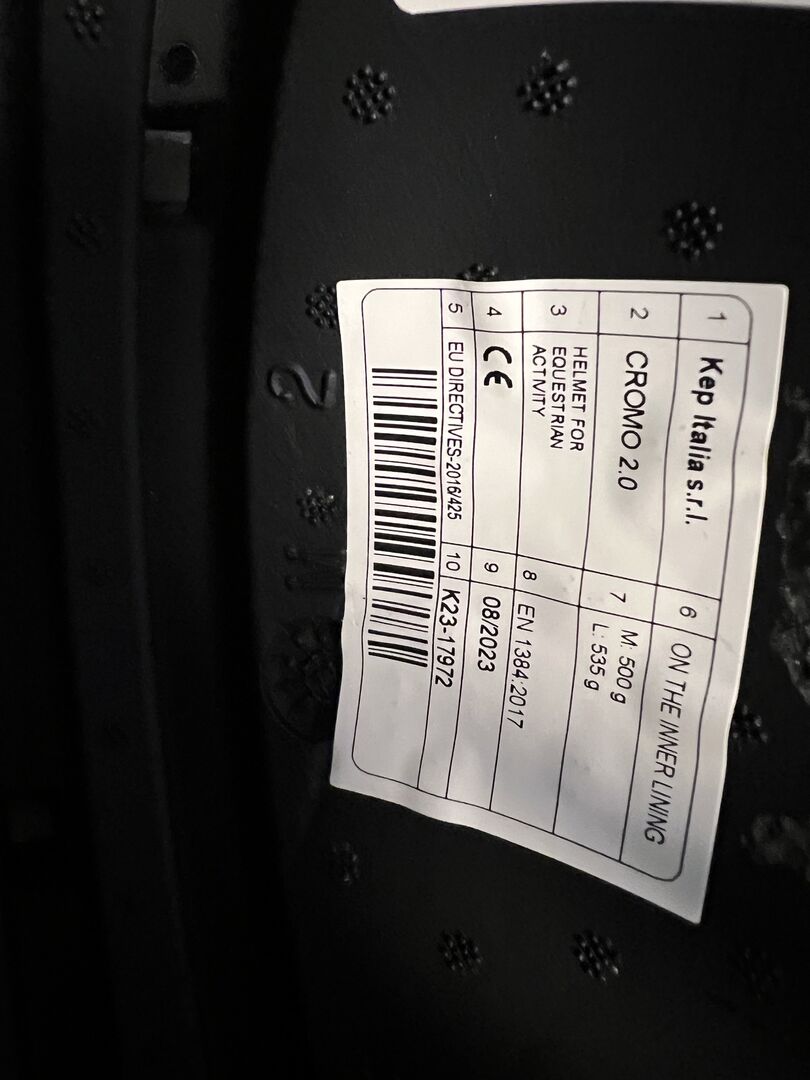 1 Kep Italia s.r.l.
6 ON THE INNER LINING
2 CROMO 2.0
7 M: 500 g
L: 535 g
3 HELMET FOR
EQUESTRIAN
ACTIVITY
8 EN 1384:2017
4 CE
9 08/2023
5 EU DIRECTIVES-2016/425
10 K23-17972
2
M